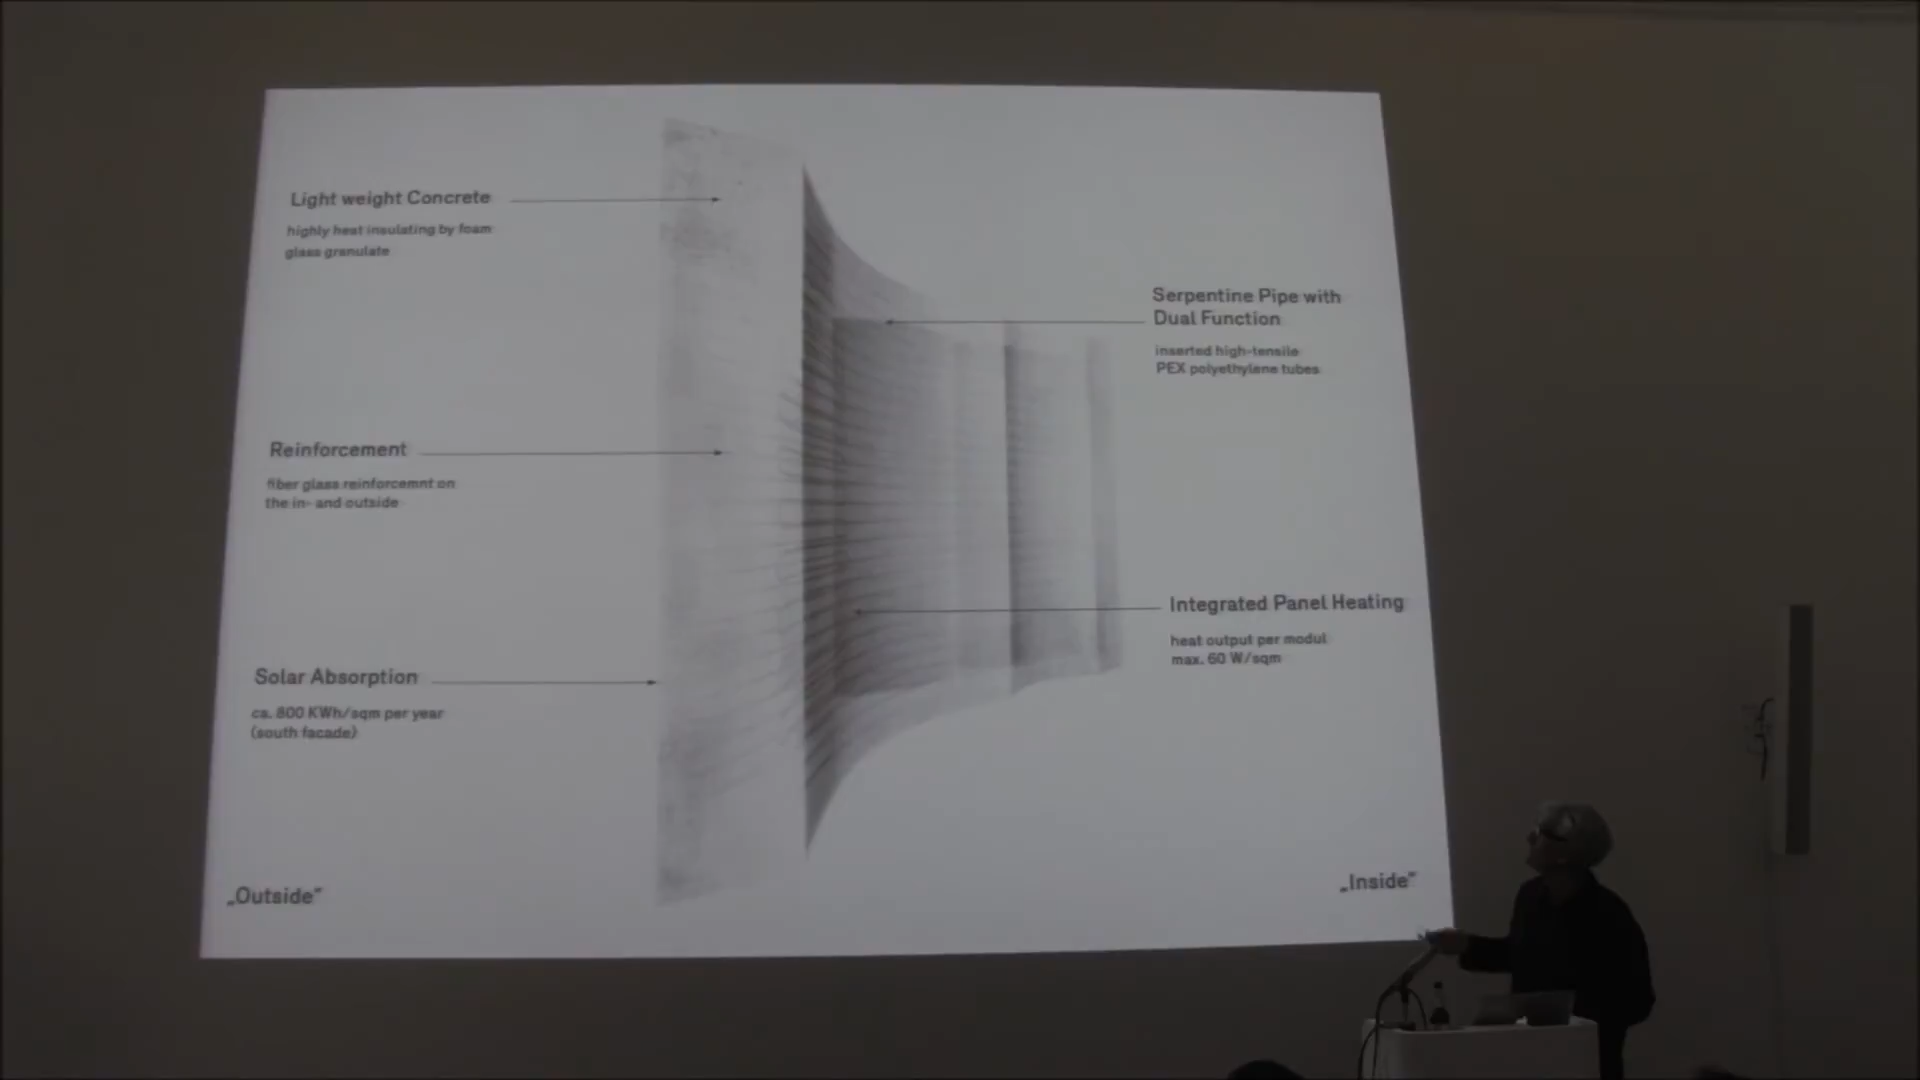 Light weight Concrete
highly heat insulating by foam
glass granulate
Reinforcement
fiber glass reinforcemnt on
the in- and outside
Solar Absorption
ca. 800 KWh/sqm per year
(south facade)
„Outside“
Serpentine Pipe with
Dual Function
inserted high-tensile
PEX polyethylene tubes
Integrated Panel Heating
heat output per modul
max. 60 W/sqm
„Inside“